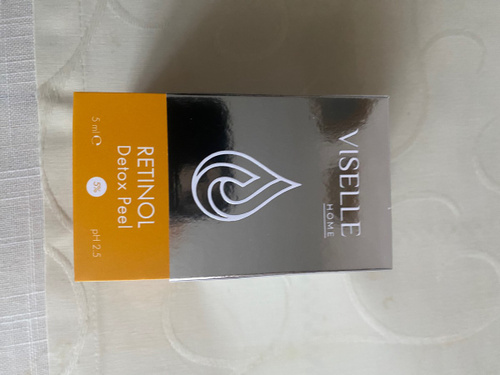 VISELLE
HOME
RETINOL
Detox Peel
5 ml ℮ 5% pH 2.5